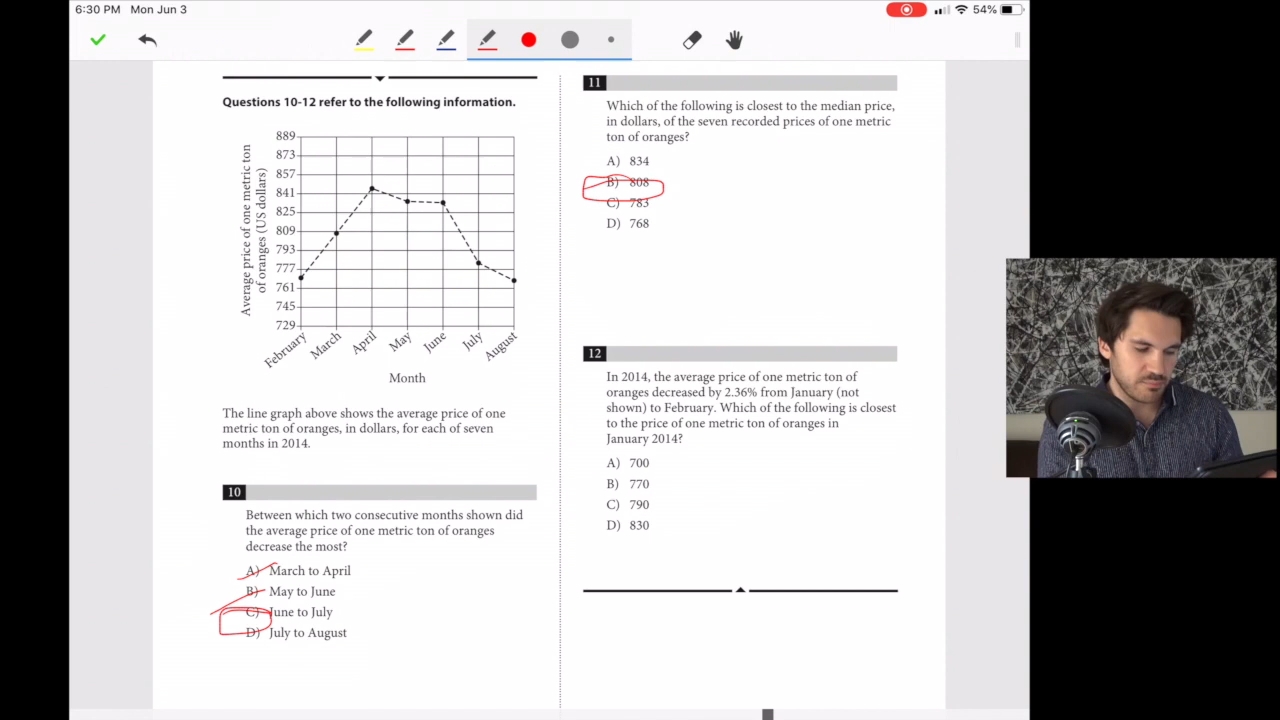 6:30 PM Mon Jun 3
54%
Questions 10-12 refer to the following information.
Average price of one metric ton
of oranges (US dollars)
889
873
857
841
825
809
793
777
761
745
729
February
March
April
May
June
July
August
Month
The line graph above shows the average price of one
metric ton of oranges, in dollars, for each of seven
months in 2014.
10
Between which two consecutive months shown did
the average price of one metric ton of oranges
decrease the most?
A) March to April
B) May to June
C) June to July
D) July to August
11
Which of the following is closest to the median price,
in dollars, of the seven recorded prices of one metric
ton of oranges?
A) 834
B) 808
C) 783
D) 768
12
In 2014, the average price of one metric ton of
oranges decreased by 2.36% from January (not
shown) to February. Which of the following is closest
to the price of one metric ton of oranges in
January 2014?
A) 700
B) 770
C) 790
D) 830